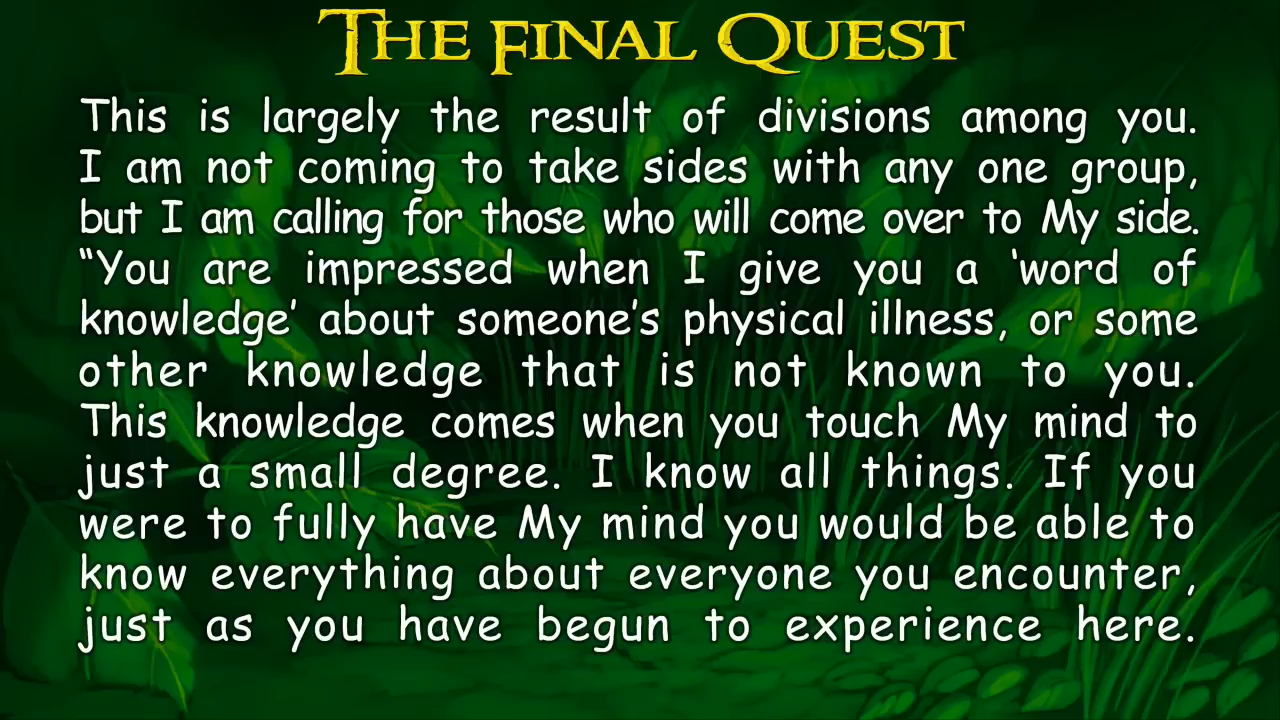 The Final Quest
This is largely the result of divisions among you.
I am not coming to take sides with any one group,
but I am calling for those who will come over to My side.
“You are impressed when I give you a ‘word of
knowledge’ about someone’s physical illness, or some
other knowledge that is not known to you.
This knowledge comes when you touch My mind to
just a small degree. I know all things. If you
were to fully have My mind you would be able to
know everything about everyone you encounter,
just as you have begun to experience here.